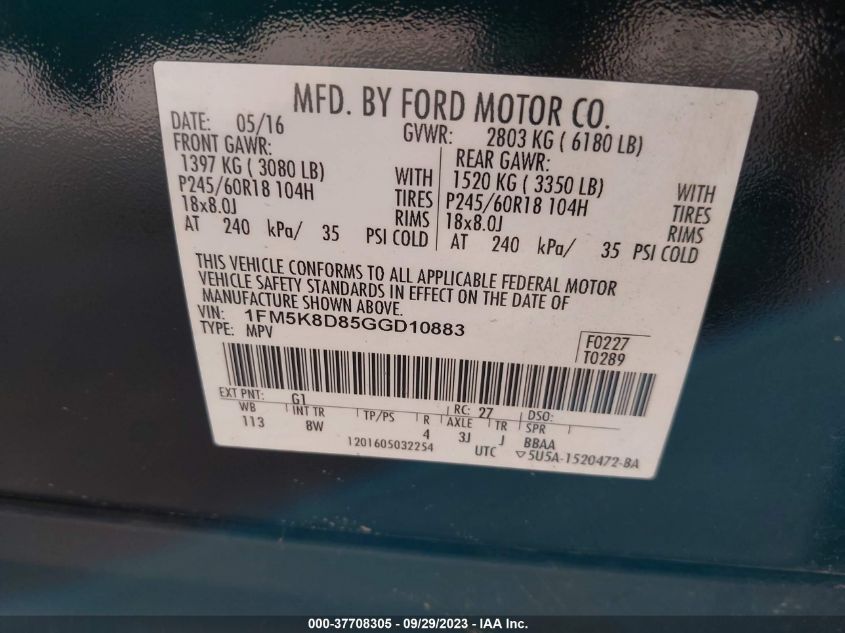 MFD. BY FORD MOTOR CO.
DATE: 05/16 GVWR: 2803 KG ( 6180 LB)
FRONT GAWR: REAR GAWR:
1397 KG ( 3080 LB) WITH 1520 KG ( 3350 LB) WITH
P245/60R18 104H TIRES P245/60R18 104H TIRES
18x8.0J RIMS 18x8.0J RIMS
AT 240 kPa/ 35 PSI COLD AT 240 kPa/ 35 PSI COLD
THIS VEHICLE CONFORMS TO ALL APPLICABLE FEDERAL MOTOR
VEHICLE SAFETY STANDARDS IN EFFECT ON THE DATE OF
MANUFACTURE SHOWN ABOVE.
VIN: 1FM5K8D85GGD10883
TYPE: MPV
F0227
T0289
EXT PNT: G1 RC: 27 DSO:
WB INT TR TP/PS R AXLE TR SPR
113 8W 4 3J J BBAA
1201605032254 UTC ▽5U5A-1520472-BA
000-37708305 - 09/29/2023 - IAA Inc.